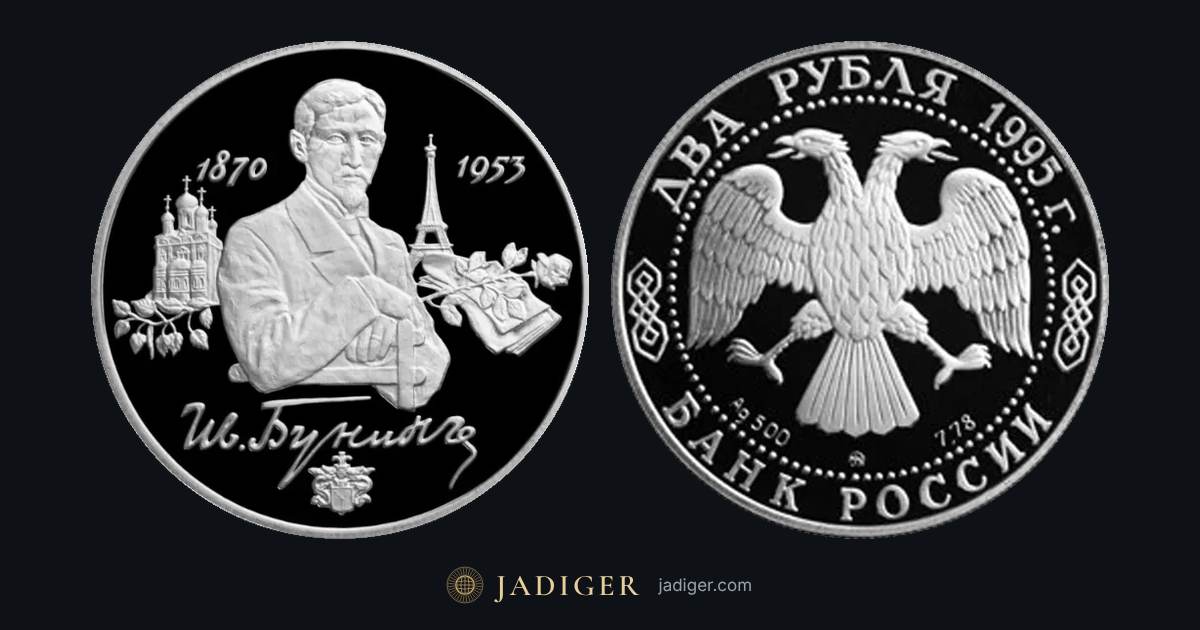 1870
1953
Ив. Бунинъ
ДВА РУБЛЯ 1995 г.
Ag 500
7.78
БАНК РОССИИ
JADIGER
jadiger.com